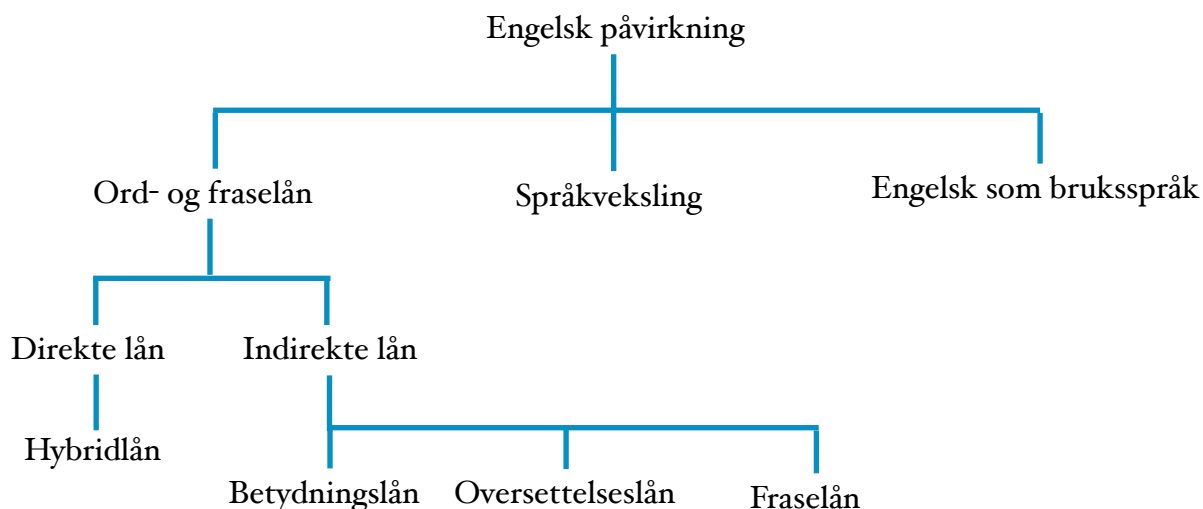 Engelsk påvirkning
Ord- og fraselån
Språkveksling
Engelsk som bruksspråk
Direkte lån
Indirekte lån
Hybridlån
Betydningslån
Oversettelseslån
Fraselån